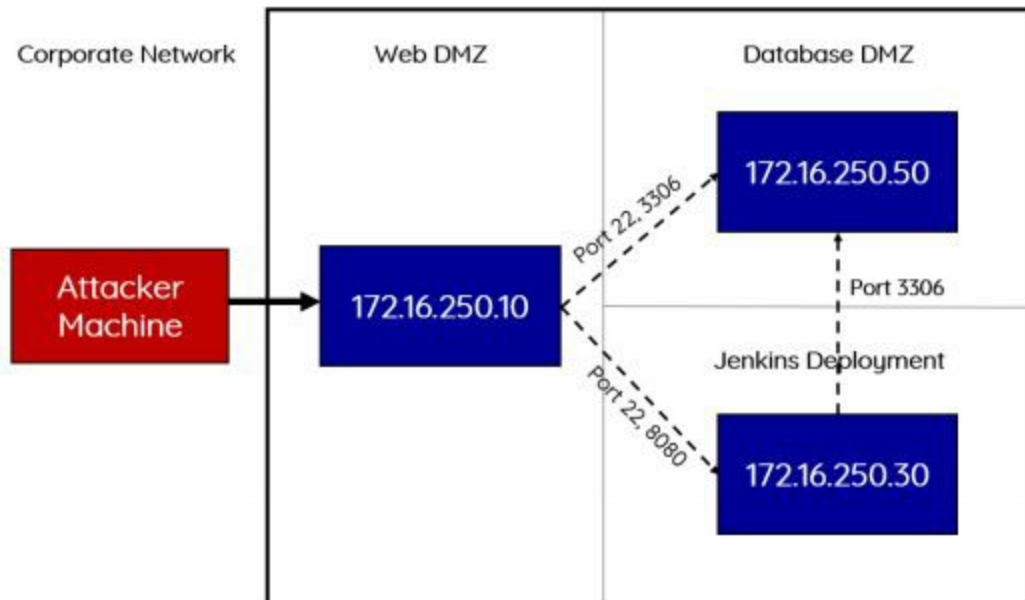 Corporate Network
Web DMZ
Database DMZ
172.16.250.50
Port 22, 3306
Attacker
Machine
172.16.250.10
Port 3306
Jenkins Deployment
Port 22, 8080
172.16.250.30